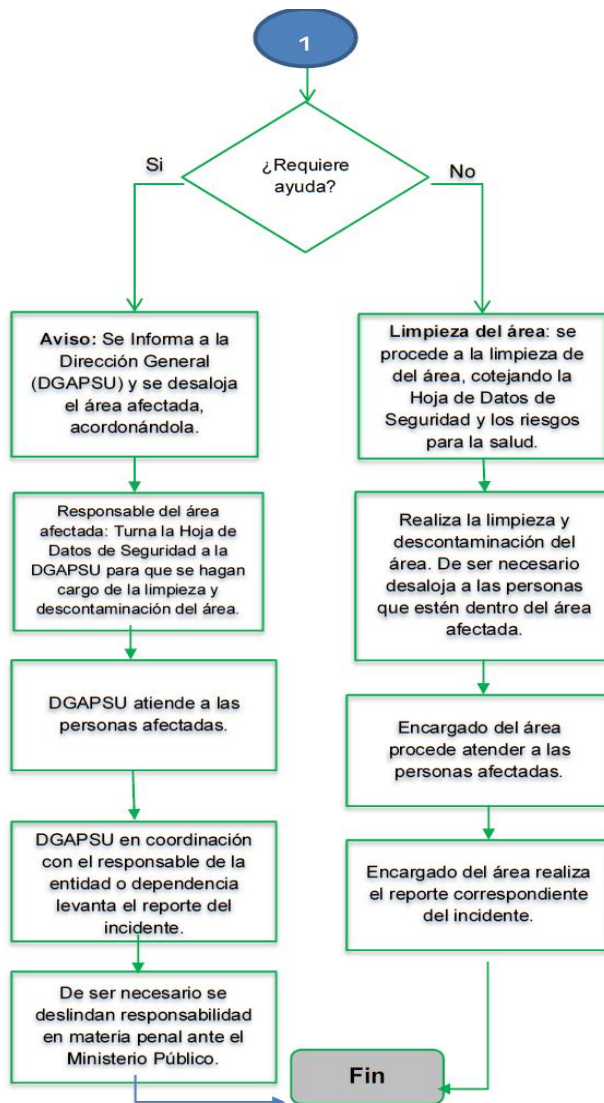 1
¿Requiere
ayuda?
Si
No
Aviso: Se Informa a la
Dirección General
(DGAPSU) y se desaloja
el área afectada,
acordonándola.
Responsable del área
afectada: Turna la Hoja de
Datos de Seguridad a la
DGAPSU para que se hagan
cargo de la limpieza y
descontaminación del área.
DGAPSU atiende a las
personas afectadas.
DGAPSU en coordinación
con el responsable de la
entidad o dependencia
levanta el reporte del
incidente.
De ser necesario se
deslindan responsabilidad
en materia penal ante el
Ministerio Público.
Limpieza del área: se
procede a la limpieza de
del área, cotejando la
Hoja de Datos de
Seguridad y los riesgos
para la salud.
Realiza la limpieza y
descontaminación del
área. De ser necesario
desaloja a las personas
que estén dentro del área
afectada.
Encargado del área
procede atender a las
personas afectadas.
Encargado del área realiza
el reporte correspondiente
del incidente.
Fin